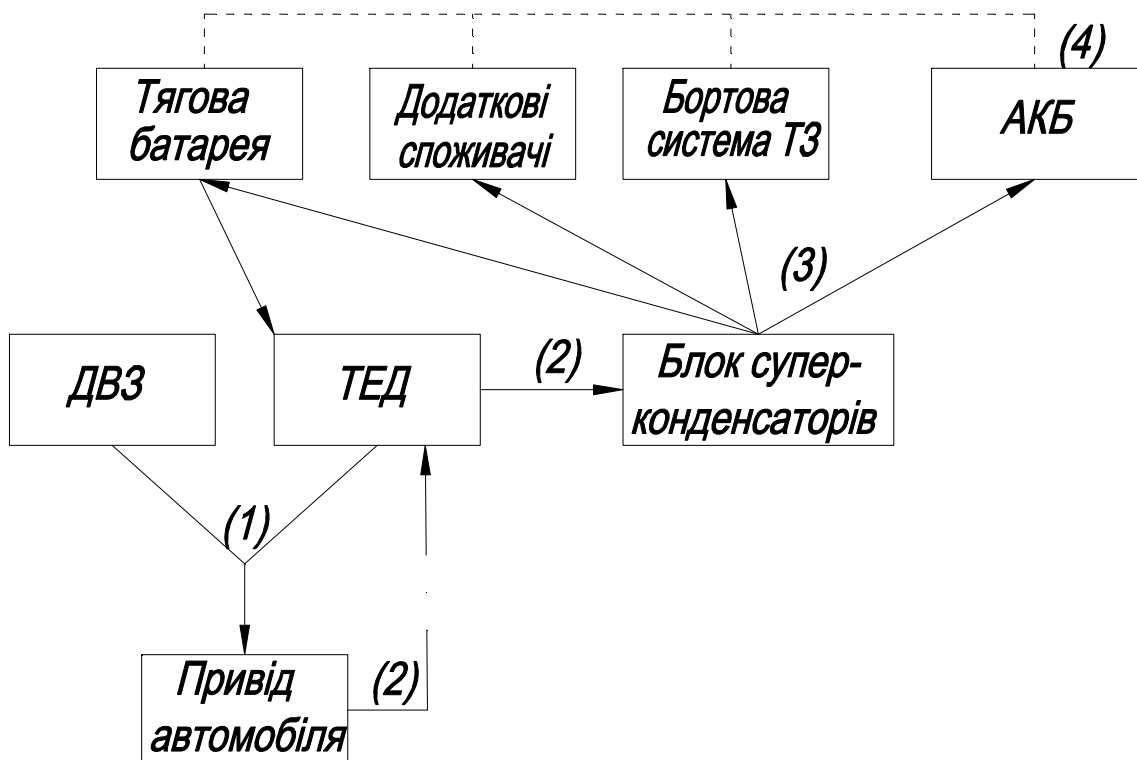 (4)
Тягова
батарея
Додаткові
споживачі
Бортова
система ТЗ
АКБ
(3)
ДВЗ
ТЕД
(2)
Блок супер-
конденсаторів
(1)
Привід
автомобіля
(2)